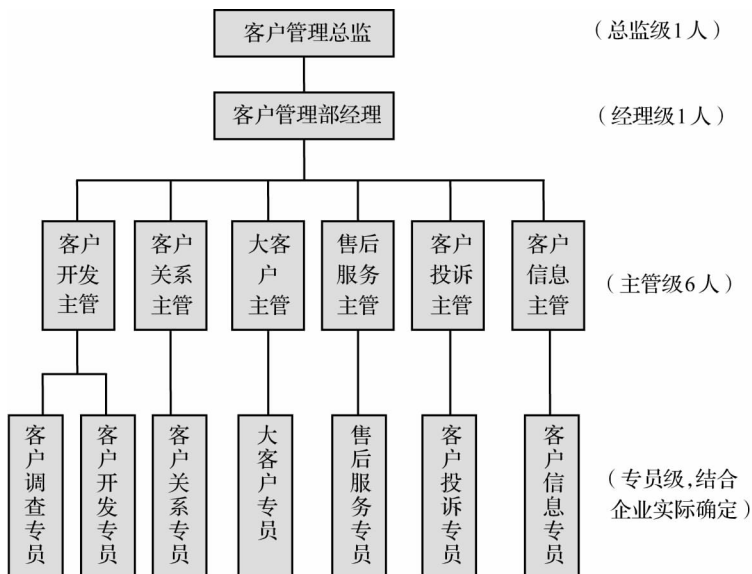 客户管理总监
（总监级1人）
客户管理部经理
（经理级1人）
客户
开发
主管
客户
关系
主管
大客
户
主管
售后
服务
主管
客户
投诉
主管
客户
信息
主管
（主管级6人）
客户调查专员
客户开发专员
客户关系专员
大客户专员
售后服务专员
客户投诉专员
客户信息专员
（专员级，结合
企业实际确定）